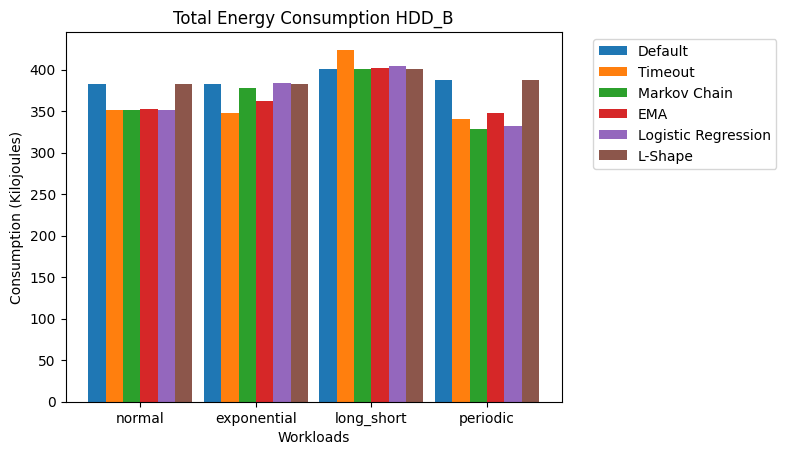 Total Energy Consumption HDD_B
Consumption (Kilojoules)
400
350
300
250
200
150
100
50
0
normal
exponential
long_short
periodic
Workloads
Default
Timeout
Markov Chain
EMA
Logistic Regression
L-Shape